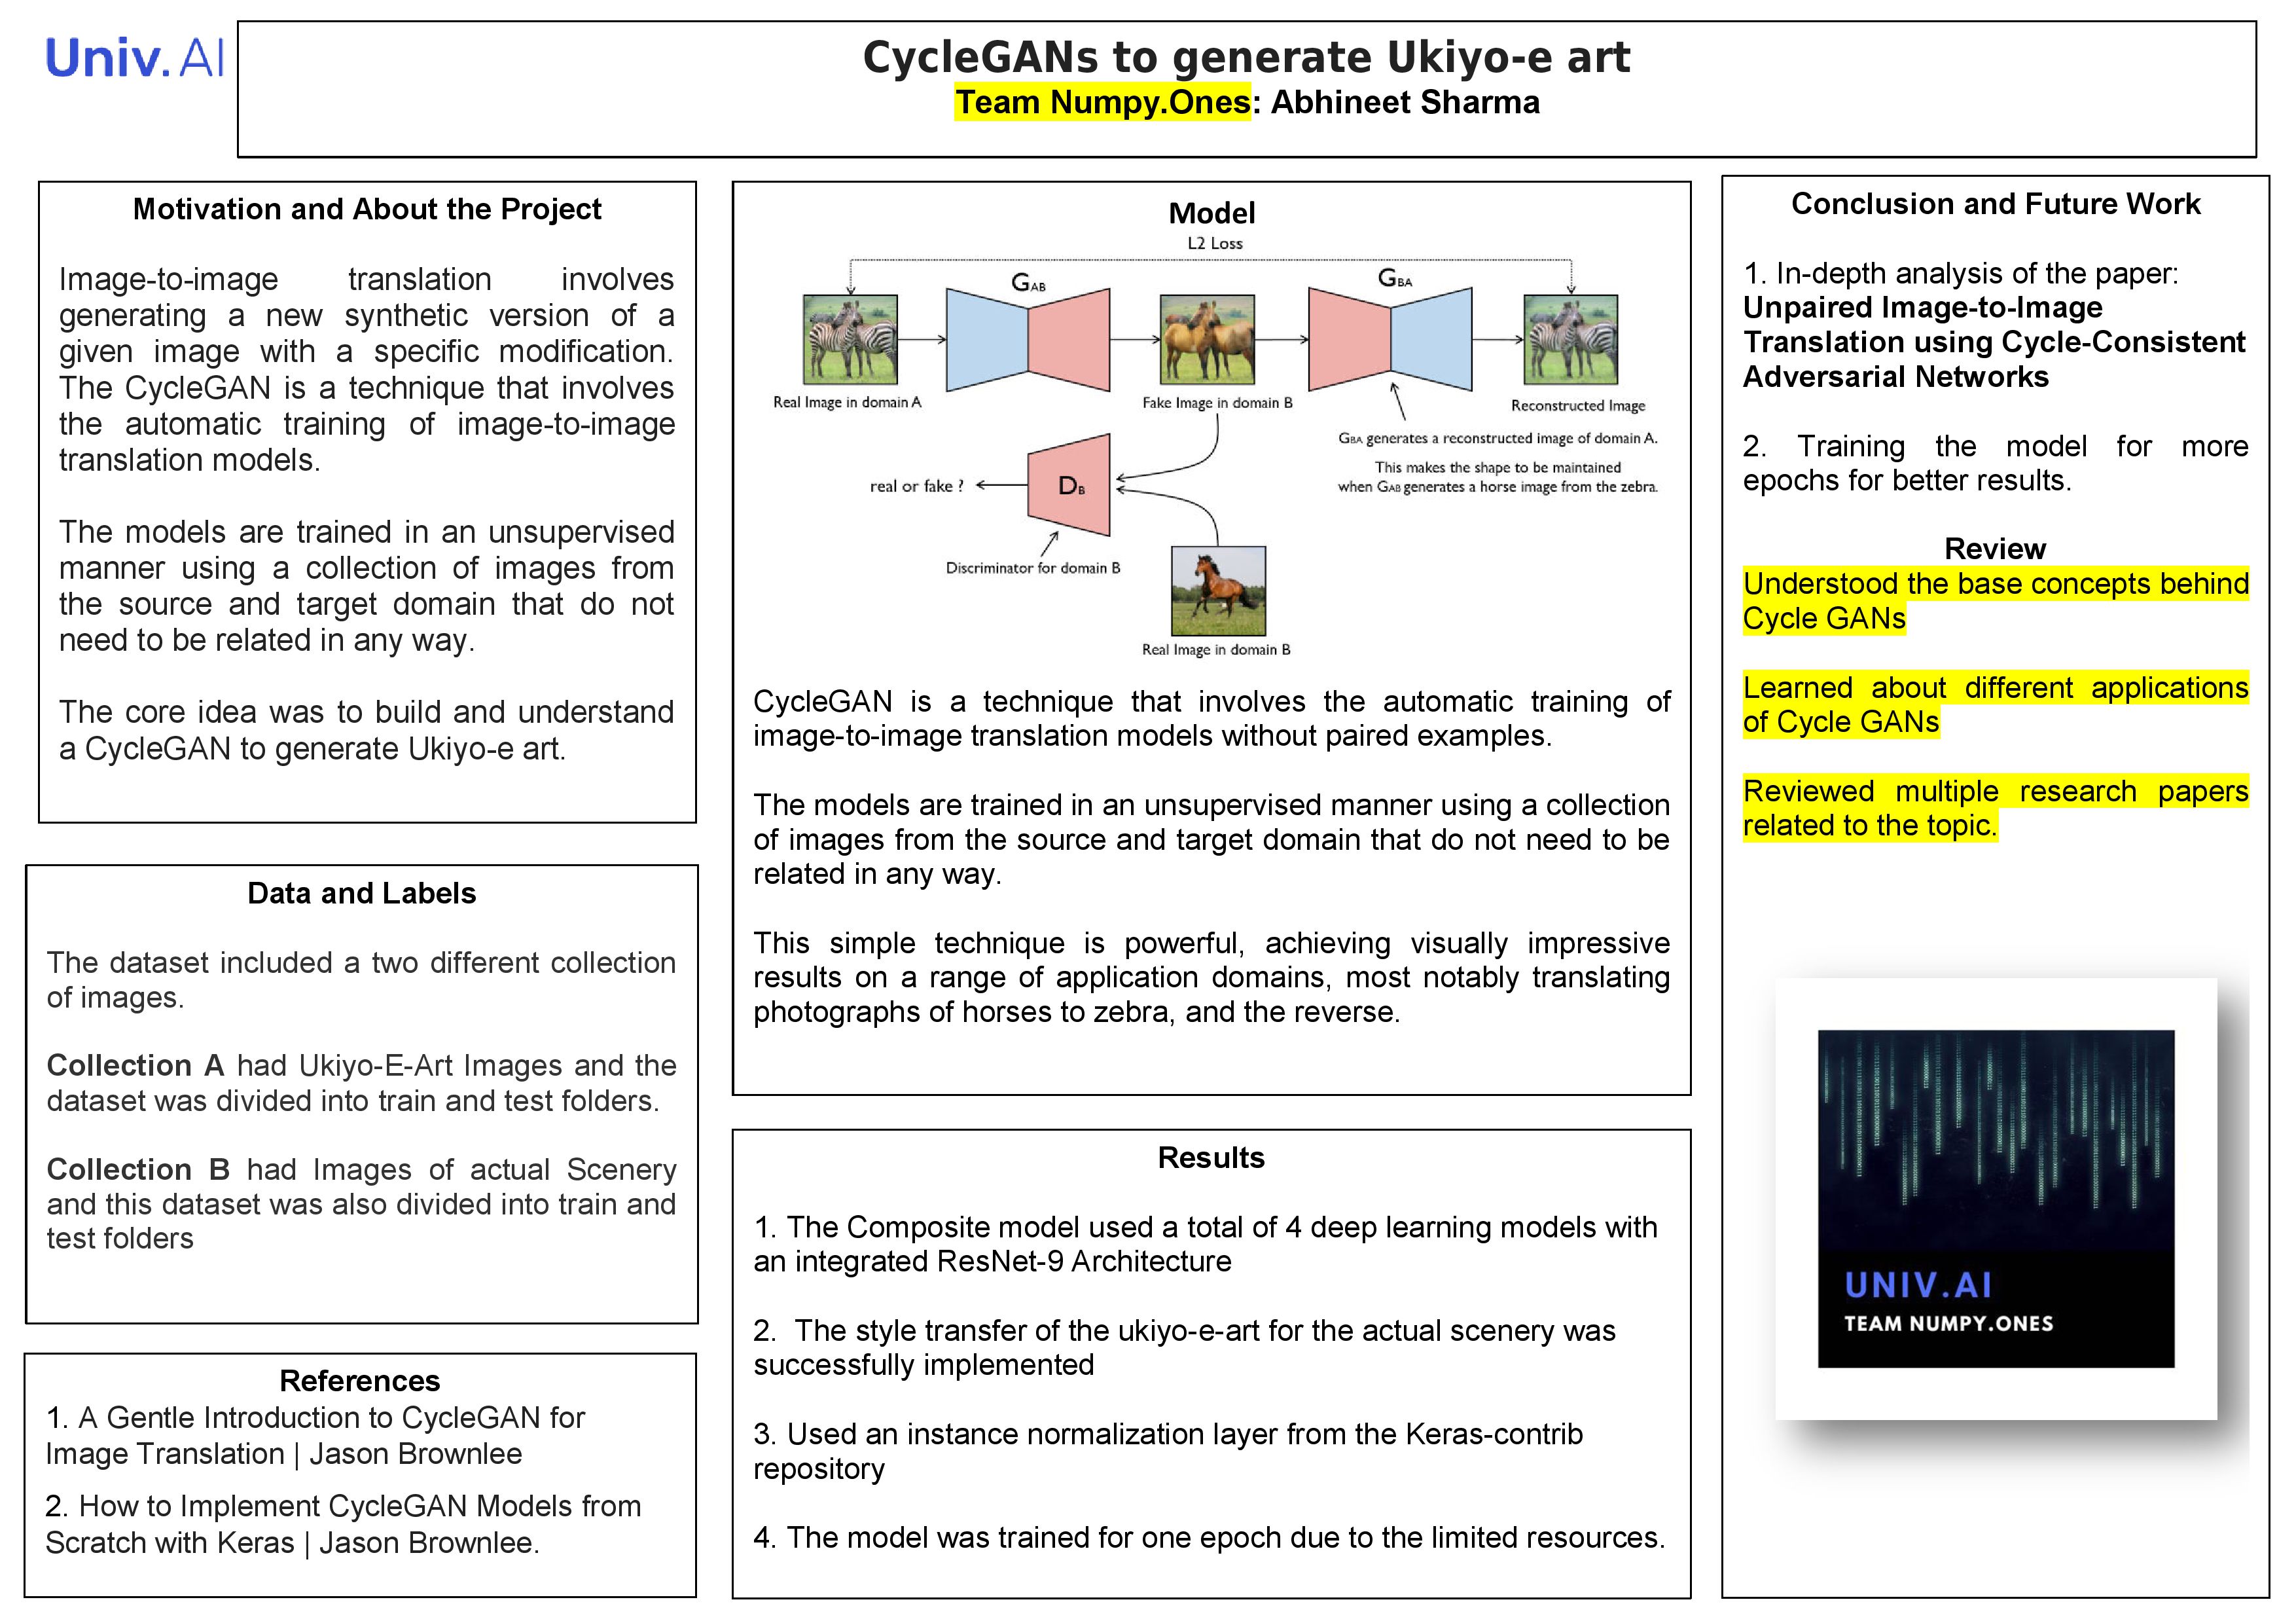 Univ.AI
CycleGANs to generate Ukiyo-e art
Team Numpy.Ones: Abhineet Sharma
Motivation and About the Project
Image-to-image translation involves
generating a new synthetic version of a
given image with a specific modification.
The CycleGAN is a technique that involves
the automatic training of image-to-image
translation models.
The models are trained in an unsupervised
manner using a collection of images from
the source and target domain that do not
need to be related in any way.
The core idea was to build and understand
a CycleGAN to generate Ukiyo-e art.
Data and Labels
The dataset included a two different collection
of images.
Collection A had Ukiyo-E-Art Images and the
dataset was divided into train and test folders.
Collection B had Images of actual Scenery
and this dataset was also divided into train and
test folders
References
1. A Gentle Introduction to CycleGAN for
Image Translation | Jason Brownlee
2. How to Implement CycleGAN Models from
Scratch with Keras | Jason Brownlee.
Model
L2 Loss
GAB
GBA
Real Image in domain A
Fake Image in domain B
Reconstructed Image
GBA generates a reconstructed image of domain A.
This makes the shape to be maintained
when GAB generates a horse image from the zebra.
real or fake ?
DB
Discriminator for domain B
Real Image in domain B
CycleGAN is a technique that involves the automatic training of
image-to-image translation models without paired examples.
The models are trained in an unsupervised manner using a collection
of images from the source and target domain that do not need to be
related in any way.
This simple technique is powerful, achieving visually impressive
results on a range of application domains, most notably translating
photographs of horses to zebra, and the reverse.
Results
1. The Composite model used a total of 4 deep learning models with
an integrated ResNet-9 Architecture
2. The style transfer of the ukiyo-e-art for the actual scenery was
successfully implemented
3. Used an instance normalization layer from the Keras-contrib
repository
4. The model was trained for one epoch due to the limited resources.
Conclusion and Future Work
1. In-depth analysis of the paper:
Unpaired Image-to-Image
Translation using Cycle-Consistent
Adversarial Networks
2. Training the model for more
epochs for better results.
Review
Understood the base concepts behind
Cycle GANs
Learned about different applications
of Cycle GANs
Reviewed multiple research papers
related to the topic.
UNIV.AI
TEAM NUMPY.ONES